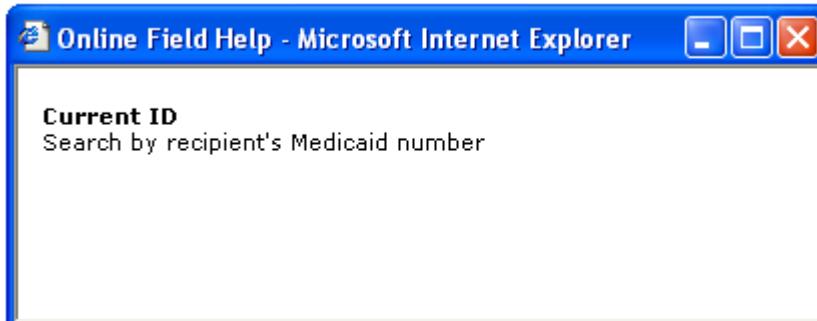 Online Field Help - Microsoft Internet Explorer
Current ID
Search by recipient's Medicaid number